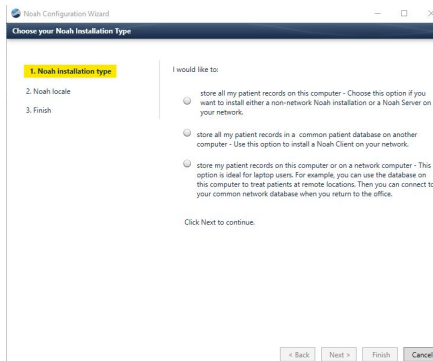 Noah Configuration Wizard
Choose your Noah Installation Type
1. Noah installation type
2. Noah locale
3. Finish
I would like to:
store all my patient records on this computer - Choose this option if you
want to install either a non-network Noah installation or a Noah Server on
your network.
store all my patient records in a common patient database on another
computer - Use this option to install a Noah Client on your network.
store my patient records on this computer or on a network computer - This
option is ideal for laptop users. For example, you can use the database on
this computer to treat patients at remote locations. Then you can connect to
your common network database when you return to the office.
Click Next to continue.
< Back Next > Finish Cancel